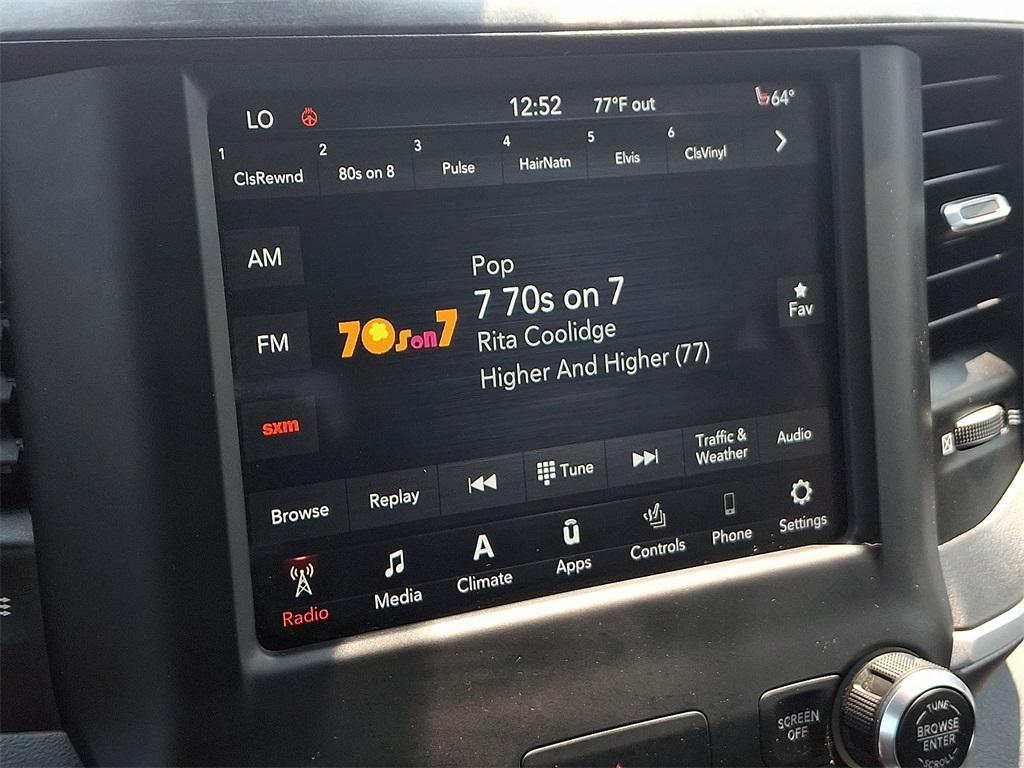 LO 12:52 77°F out 64°
1 ClsRewnd 2 80s on 8 3 Pulse 4 HairNatn 5 Elvis 6 ClsVinyl
AM
FM
sxm
70s on 7
Pop
7 70s on 7
Rita Coolidge
Higher And Higher (77)
Fav
Browse Replay Tune Traffic &
Weather Audio
Radio Media A Climate u Apps Controls Phone Settings
SCREEN
OFF
TUNE
BROWSE
ENTER
SCROLL